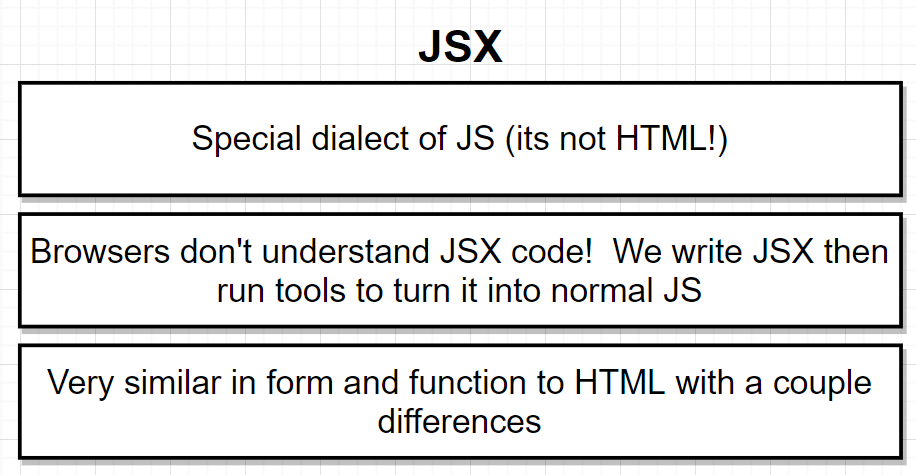 JSX
Special dialect of JS (its not HTML!)
Browsers don't understand JSX code!  We write JSX then
run tools to turn it into normal JS
Very similar in form and function to HTML with a couple
differences